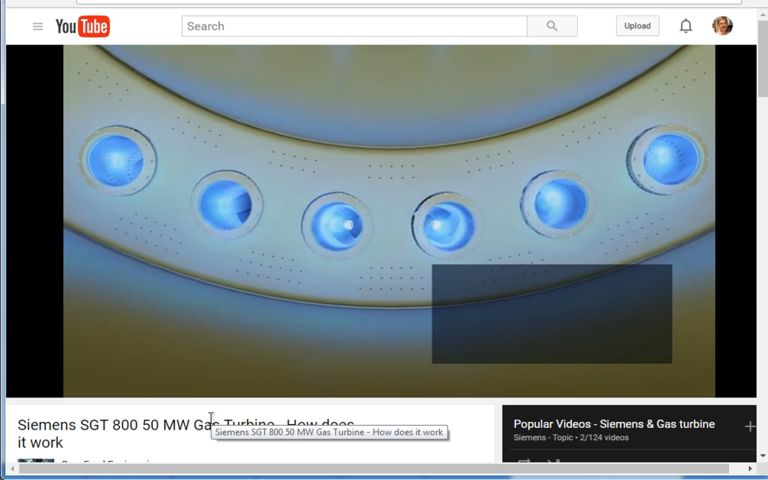 YouTube
Search
Upload
Siemens SGT 800 50 MW Gas Turbine - How does
it work
Siemens SGT 800 50 MW Gas Turbine - How does it work
Popular Videos - Siemens & Gas turbine
Siemens - Topic • 2/124 videos